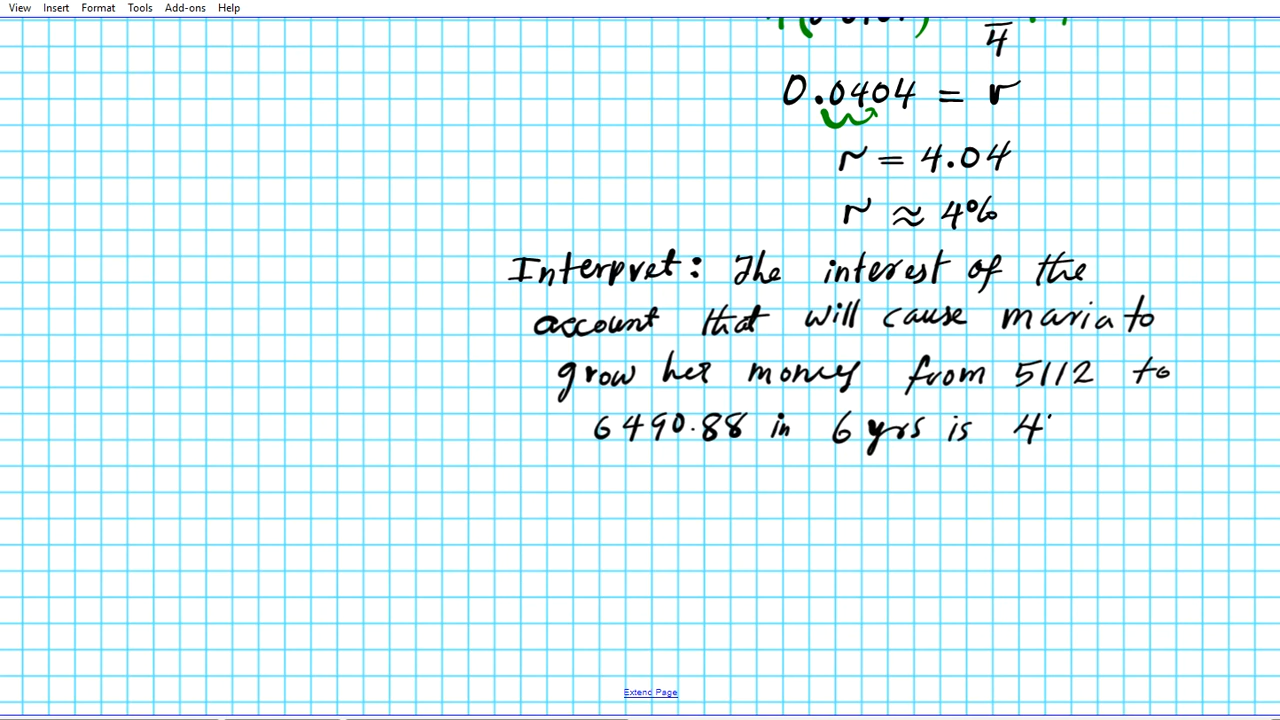 View Insert Format Tools Add-ons Help
4
0.0404 = r
r = 4.04
r ≈ 4%
Interpret: The interest of the
account that will cause maria to
grow her money from 5112 to
6490.88 in 6 yrs is 4
Extend Page